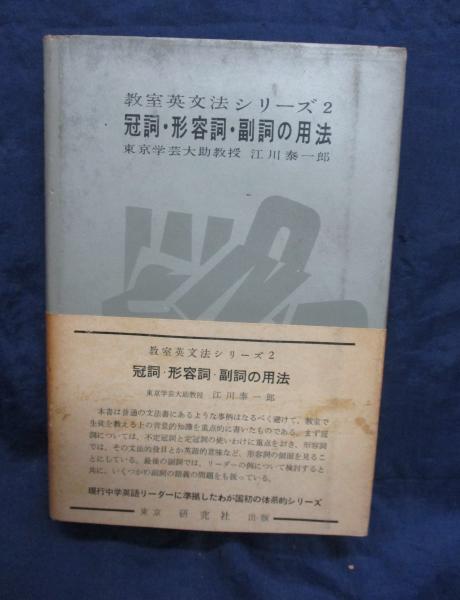 教室英文法シリーズ2
冠詞・形容詞・副詞の用法
東京学芸大助教授 江川泰一郎
教室英文法シリーズ2
冠詞・形容詞・副詞の用法
東京学芸大助教授 江川泰一郎
本書は普通の文法書にあるような事柄はなるべく避けて,教室で
生徒を教える上の背景的知識を重点的に書いたものである。まず冠
詞については,不定冠詞と定冠詞の使いわけに重点をおき,形容詞
では,その文法的役目とか英語的意味など,形容詞の側面を見るこ
とにしている。最後の副詞では,リーダーの例について検討すると
共に,いくつかの副詞の語義の問題をも扱っている。
現行中学英語リーダーに準拠したわが国初の体系的シリーズ
東京 研究社 出版